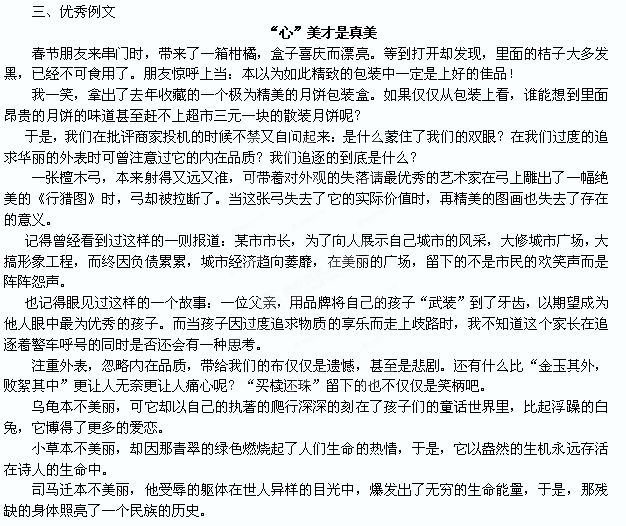 三、优秀例文
“心”美才是真美
春节朋友来串门时，带来了一箱柑橘，盒子喜庆而漂亮。等到打开却发现，里面的桔子大多发
黑，已经不可食用了。朋友惊呼上当：本以为如此精致的包装中一定是上好的佳品！
我一笑，拿出了去年收藏的一个极为精美的月饼包装盒。如果仅仅从包装上看，谁能想到里面
昂贵的月饼的味道甚至赶不上超市三元一块的散装月饼呢？
于是，我们在批评商家投机的时候不禁又自问起来：是什么蒙住了我们的双眼？在我们过度的追
求华丽的外表时可曾注意过它的内在品质？我们追逐的到底是什么？
一张檀木弓，本来射得又远又准，可带着对外观的失落请最优秀的艺术家在弓上雕出了一幅绝
美的《行猎图》时，弓却被拉断了。当这张弓失去了它的实际价值时，再精美的图画也失去了存在
的意义。
记得曾经看到过这样的一则报道：某市市长，为了向人展示自己城市的风采，大修城市广场，大
搞形象工程，而终因负债累累，城市经济趋向萎靡，在美丽的广场，留下的不是市民的欢笑声而是
阵阵怨声。
也记得眼见过这样的一个故事：一位父亲，用品牌将自己的孩子“武装”到了牙齿，以期望成为
他人眼中最为优秀的孩子。而当孩子因过度追求物质的享乐而走上歧路时，我不知道这个家长在追
逐着警车呼号的同时是否还会有一种思考。
注重外表，忽略内在品质，带给我们的布仅仅是遗憾，甚至是悲剧。还有什么比“金玉其外，
败絮其中”更让人无奈更让人痛心呢？“买椟还珠”留下的也不仅仅是笑柄吧。
乌龟本不美丽，可它却以自己的执著的爬行深深的刻在了孩子们的童话世界里，比起浮躁的白
兔，它博得了更多的爱恋。
小草本不美丽，却因那青翠的绿色燃烧起了人们生命的热情，于是，它以盎然的生机永远存活
在诗人的生命中。
司马迁本不美丽，他受辱的躯体在世人异样的目光中，爆发出了无穷的生命能量，于是，那残
缺的身体照亮了一个民族的历史。